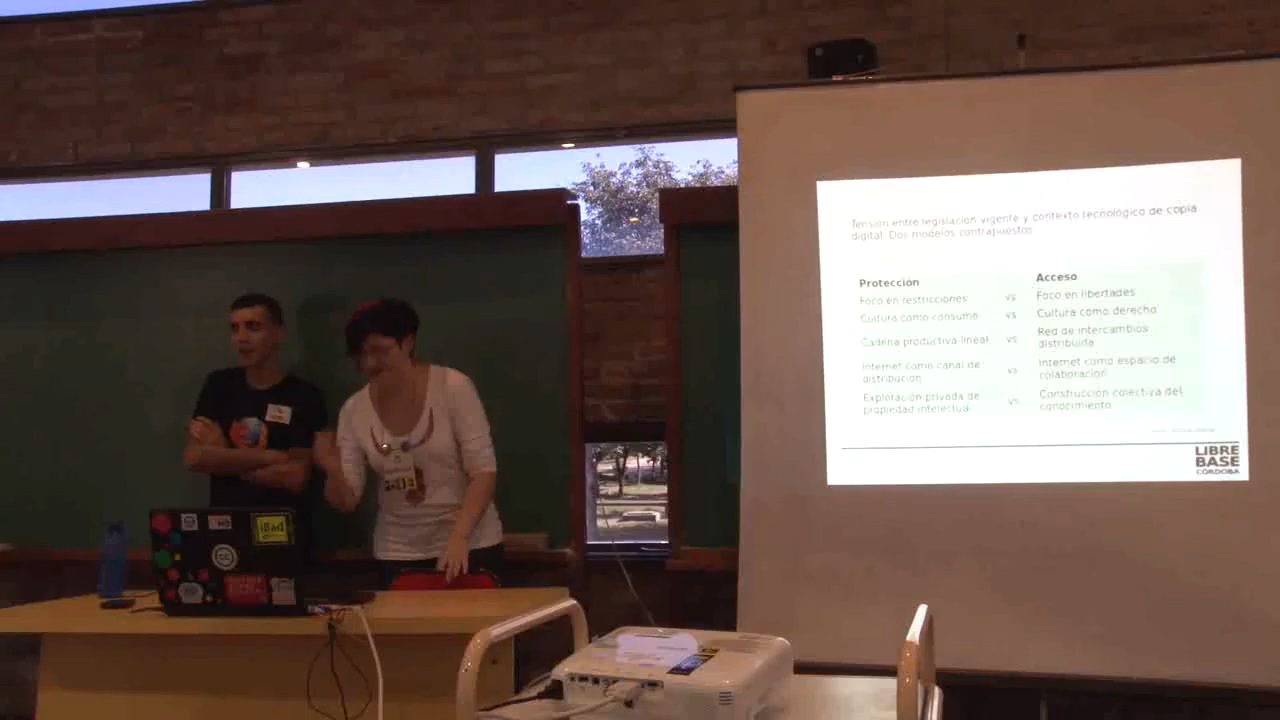 Tensión entre legislación vigente y contexto tecnológico de copia
digital. Dos modelos contrapuestos
Protección
Acceso
Foco en restricciones vs Foco en libertades
Cultura como consumo vs Cultura como derecho
Cadena productiva lineal vs Red de intercambios
distribuida
Internet como canal de
distribución vs Internet como espacio de
colaboración
Explotación privada de
propiedad intelectual vs Construcción colectiva del
conocimiento
LIBRE
BASE
CÓRDOBA
iBad
cc